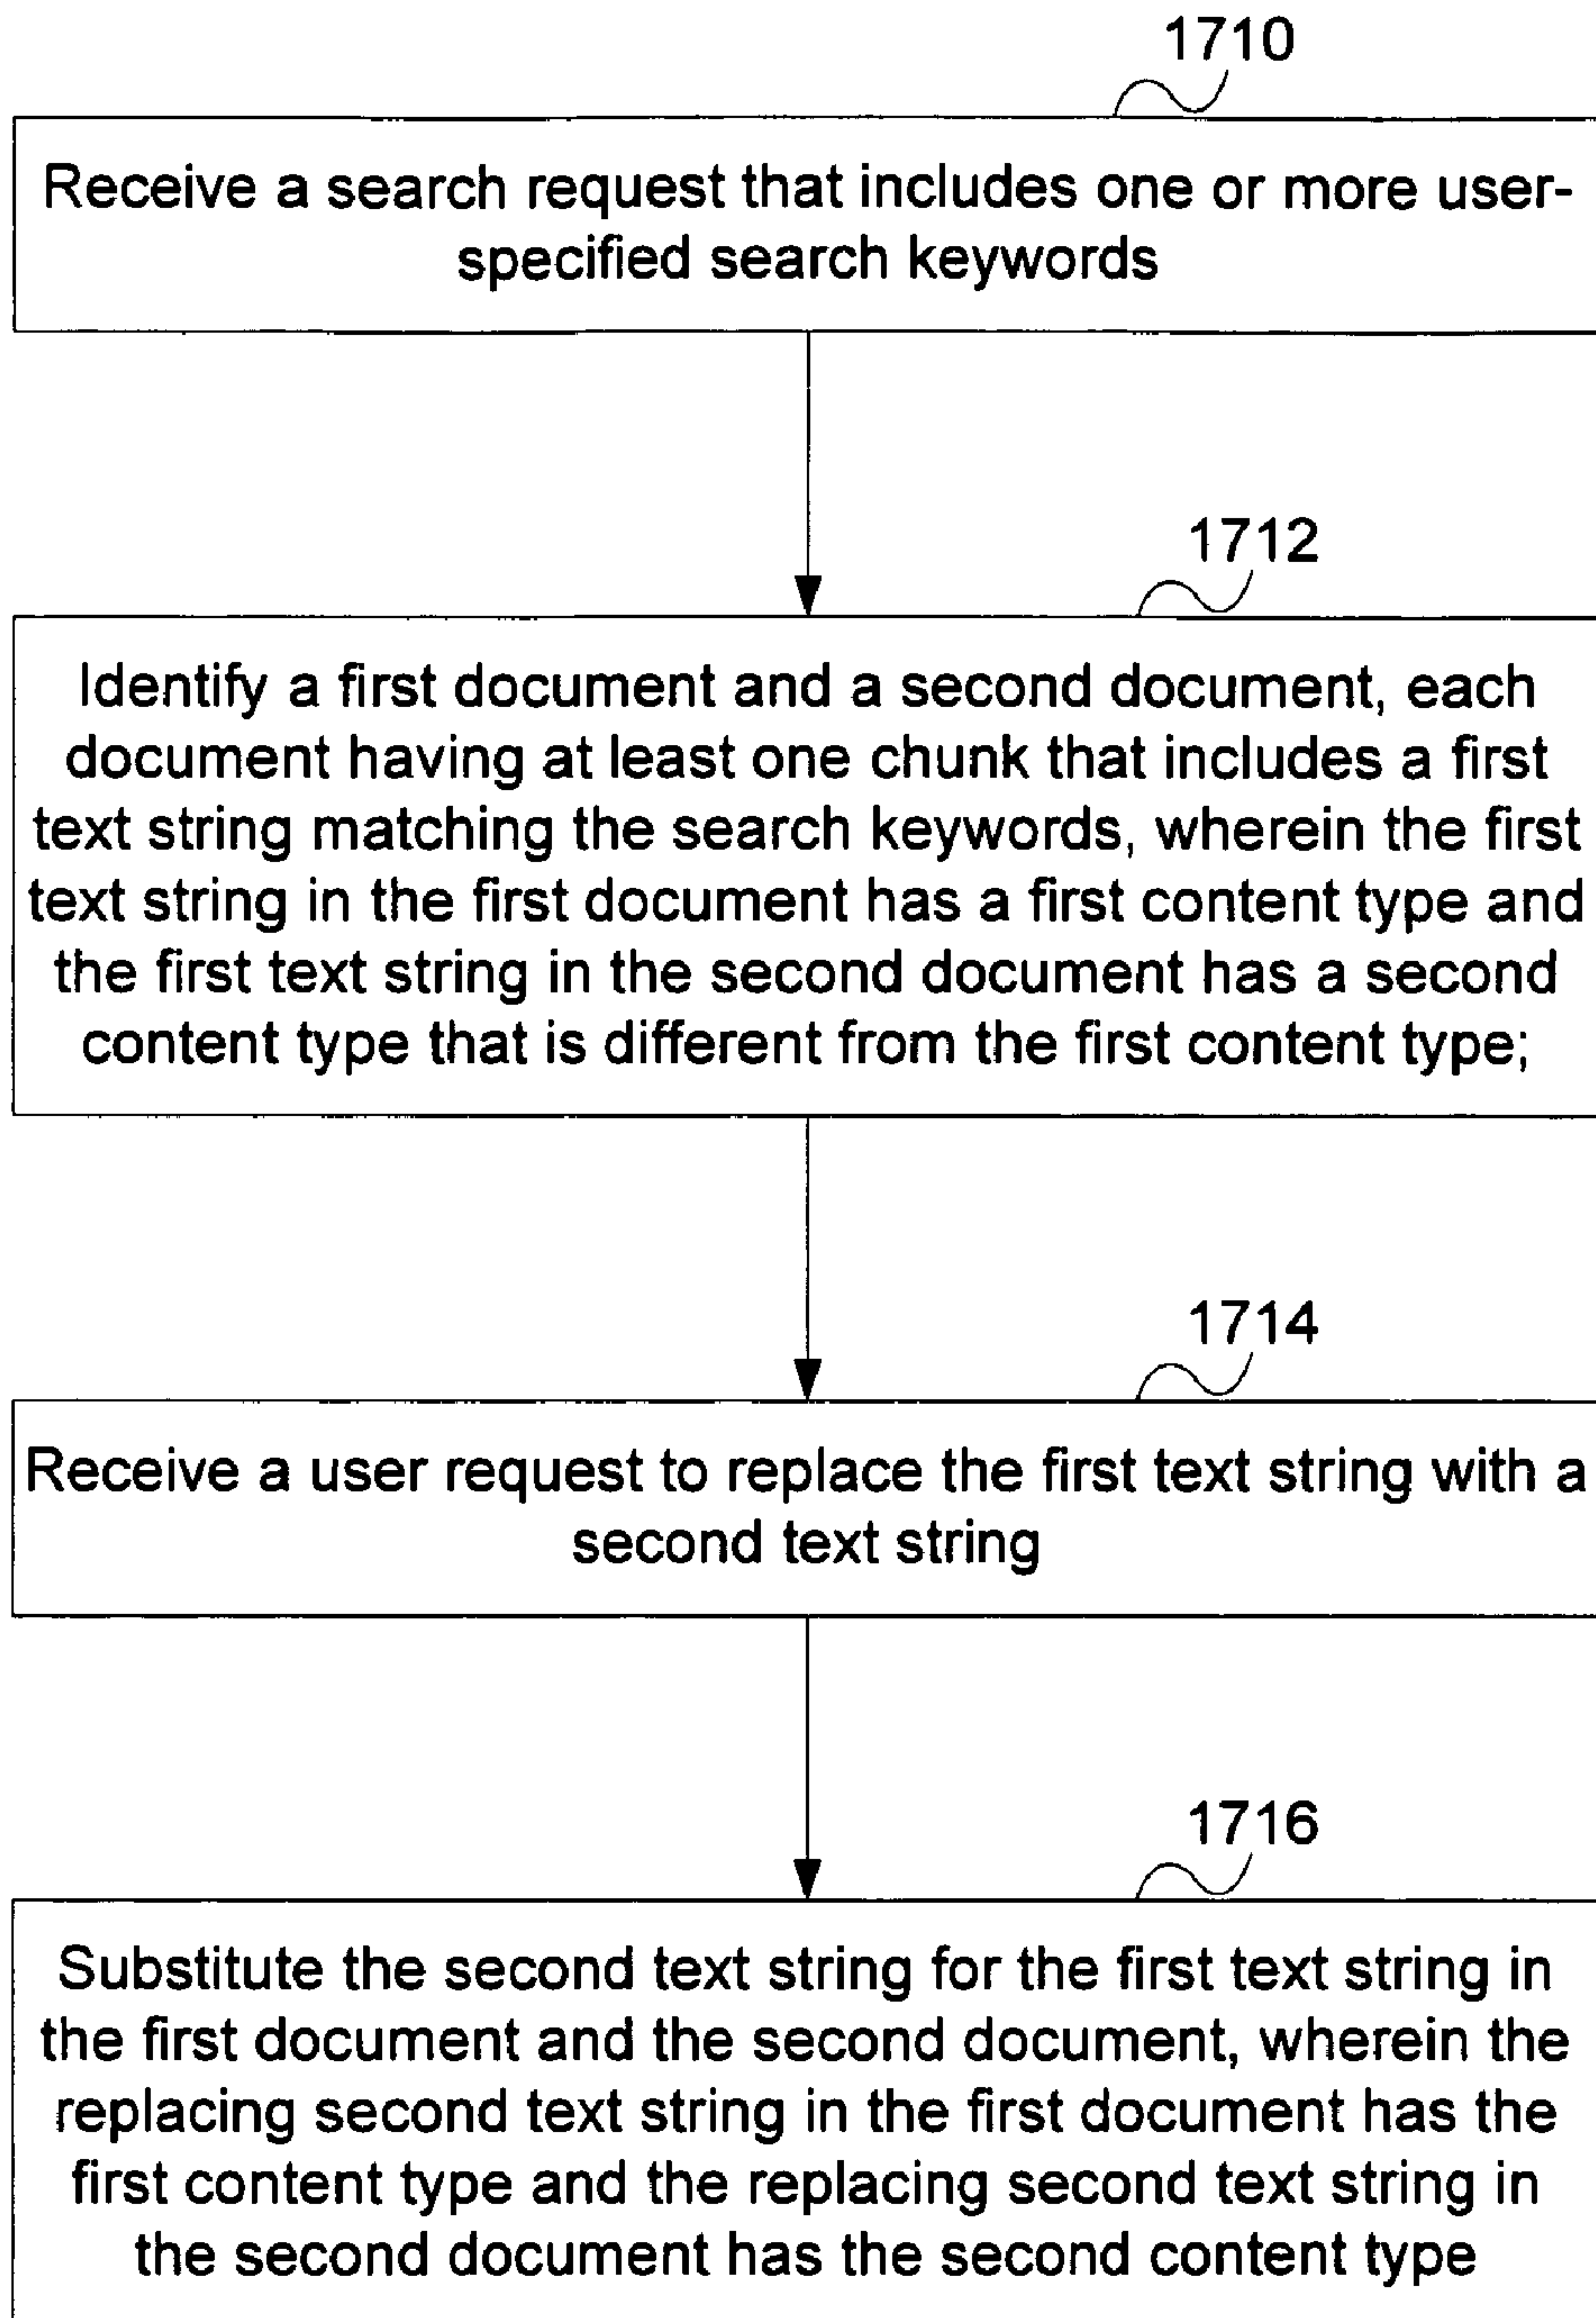 1710
Receive a search request that includes one or more user-
specified search keywords
1712
Identify a first document and a second document, each
document having at least one chunk that includes a first
text string matching the search keywords, wherein the first
text string in the first document has a first content type and
the first text string in the second document has a second
content type that is different from the first content type;
1714
Receive a user request to replace the first text string with a
second text string
1716
Substitute the second text string for the first text string in
the first document and the second document, wherein the
replacing second text string in the first document has the
first content type and the replacing second text string in
the second document has the second content type